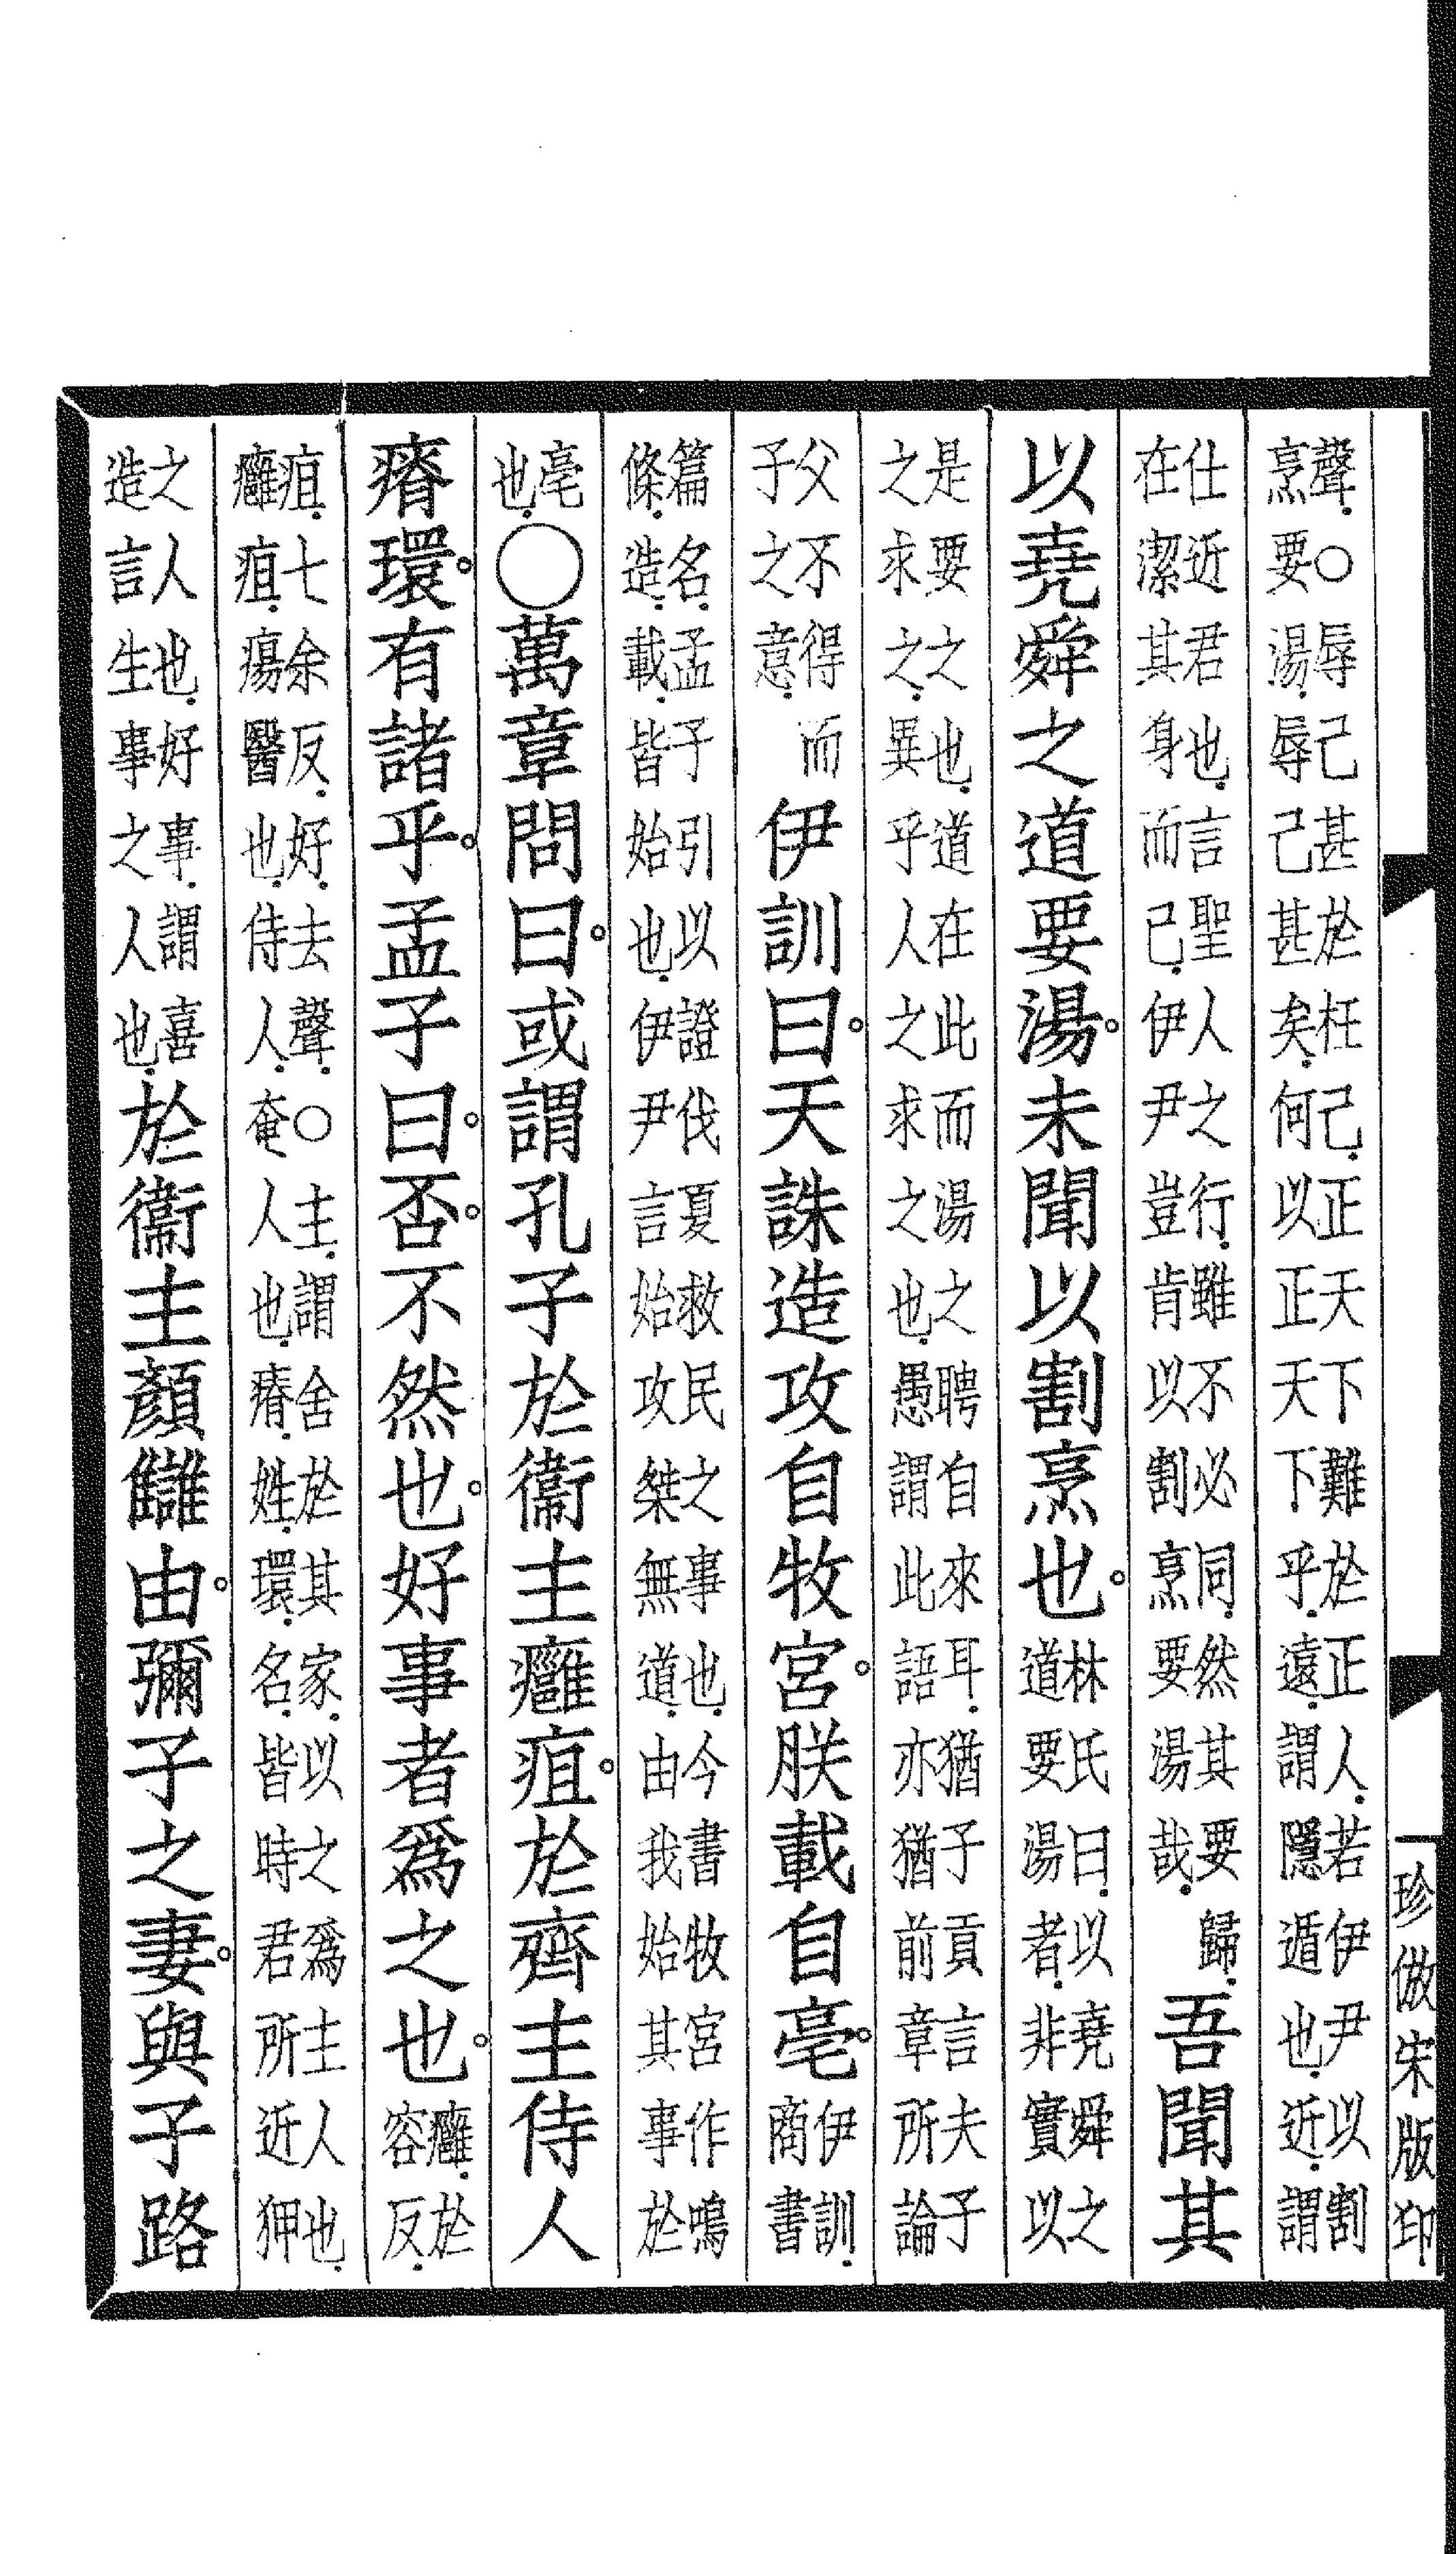 珍倣宋版印
聲.○辱己甚於枉己.正天下難於正人.若伊尹以割
烹要湯.辱己甚矣.何以正天下乎.遠.謂隱遁也.近.謂
仕近君也.言聖人之行.雖不必同.然其要歸.
在潔其身而已.伊尹豈肯以割烹要湯哉.
吾聞其
以堯舜之道要湯。未聞以割烹也。
林氏曰.以堯舜之
道要湯者.非實以
是要之也.道在此而湯之聘自來耳.猶子貢言夫子
之求之.異乎人之求之也.愚謂此語亦猶前章所論
父不得而
子之意.
伊訓曰。天誅造攻自牧宮。朕載自亳。
伊訓.
商書
篇名.孟子引以證伐夏救民之事也.今書牧宮作鳴
條.造.載.皆始也.伊尹言始攻桀無道.由我始其事於
亳
也.
○萬章問曰。或謂孔子於衞主癰疽。於齊主侍人
瘠環。有諸乎。孟子曰。否。不然也。好事者爲之也。
癰.於
容反.
疽.七余反.好.去聲.○主.謂舍於其家.以之爲主人也.
癰疽.瘍醫也.侍人.奄人也.瘠.姓.環.名.皆時君所近狎
之人也.好事.謂喜
造言生事之人也.
於衞主顏讎由。彌子之妻。與子路